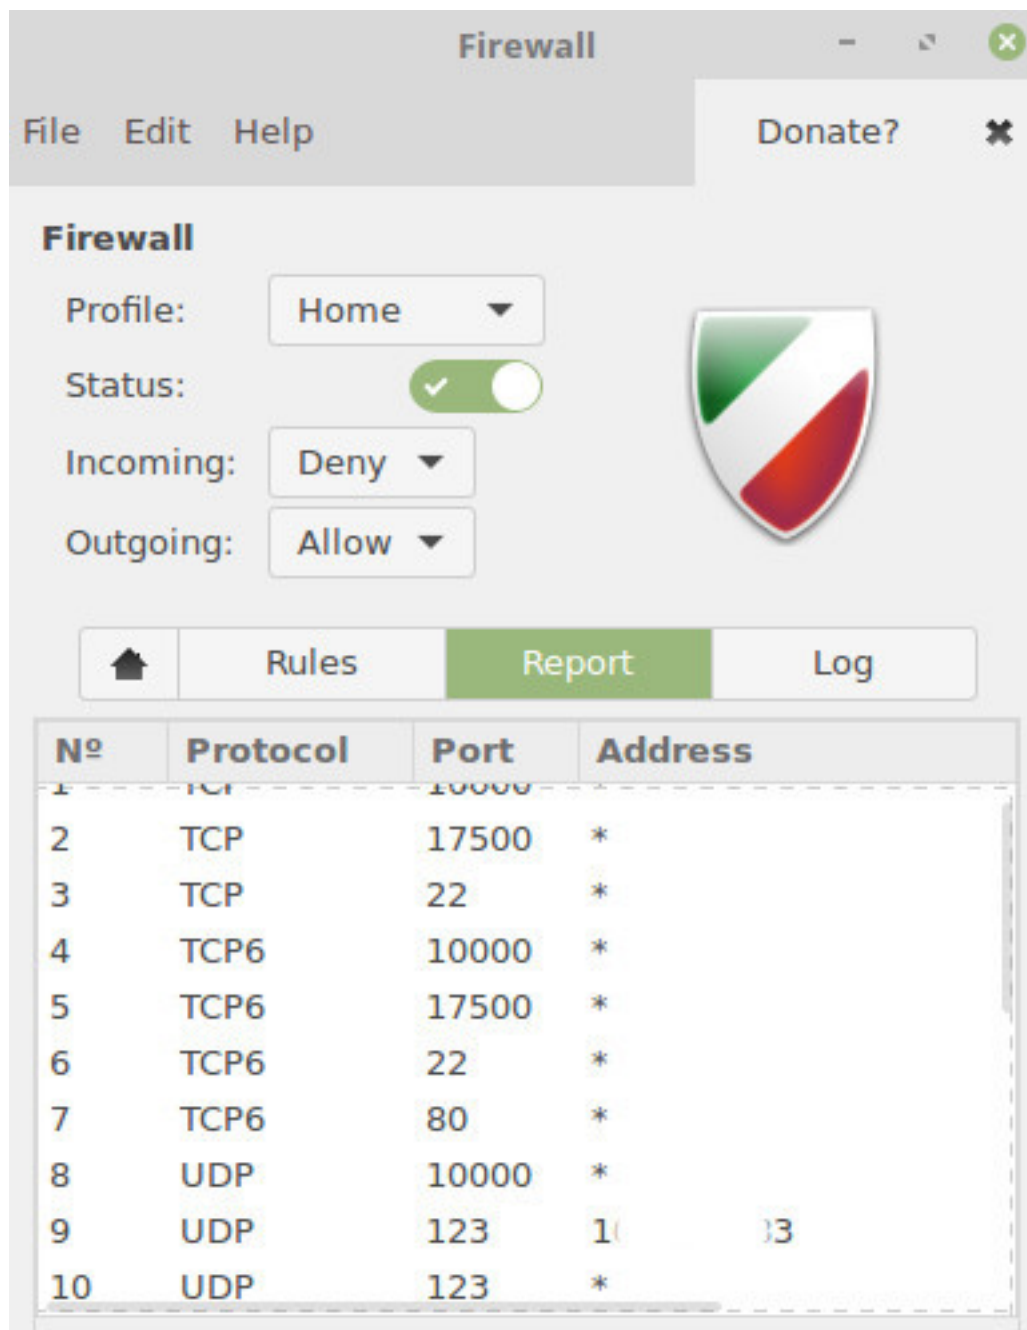 Firewall
File Edit Help Donate?
Firewall
Profile: Home
Status:
Incoming: Deny
Outgoing: Allow
Rules Report Log
Nº Protocol Port Address
1 TCP *
2 TCP 17500 *
3 TCP 22 *
4 TCP6 10000 *
5 TCP6 17500 *
6 TCP6 22 *
7 TCP6 80 *
8 UDP 10000 *
9 UDP 123
10 UDP 123 *